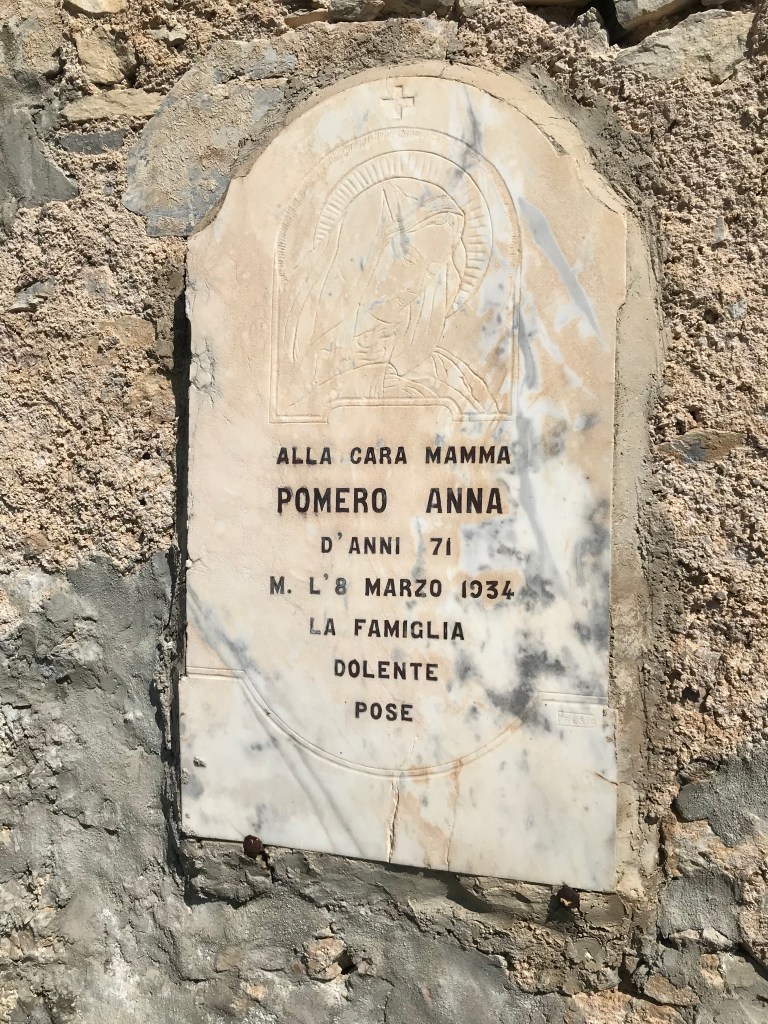 ALLA CARA MAMMA
POMERO ANNA
D'ANNI 71
M. L'8 MARZO 1934
LA FAMIGLIA
DOLENTE
POSE